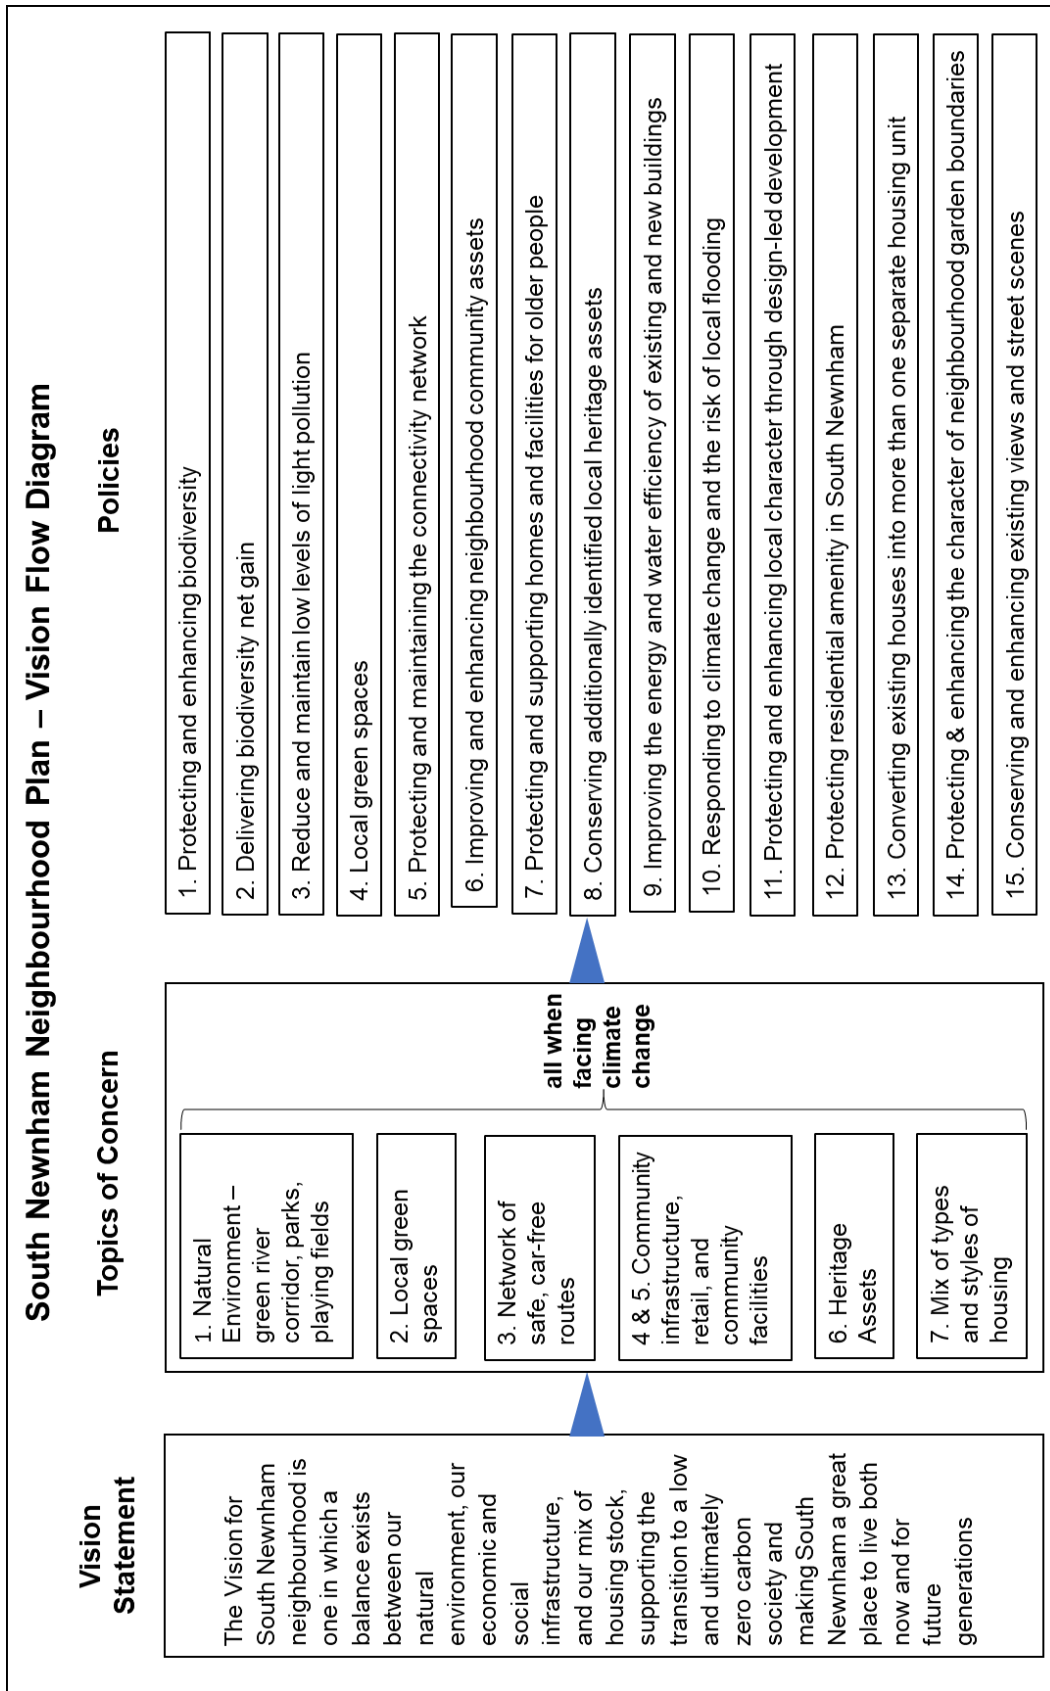 South Newnham Neighbourhood Plan – Vision Flow Diagram
Vision
Statement
The Vision for
South Newnham
neighbourhood is
one in which a
balance exists
between our
natural
environment, our
economic and
social
infrastructure,
and our mix of
housing stock,
supporting the
transition to a low
and ultimately
zero carbon
society and
making South
Newnham a great
place to live both
now and for
future
generations
Topics of Concern
1. Natural
Environment –
green river
corridor, parks,
playing fields
2. Local green
spaces
3. Network of
safe, car-free
routes
4 & 5. Community
infrastructure,
retail, and
community
facilities
6. Heritage
Assets
7. Mix of types
and styles of
housing
all when
facing
climate
change
Policies
1. Protecting and enhancing biodiversity
2. Delivering biodiversity net gain
3. Reduce and maintain low levels of light pollution
4. Local green spaces
5. Protecting and maintaining the connectivity network
6. Improving and enhancing neighbourhood community assets
7. Protecting and supporting homes and facilities for older people
8. Conserving additionally identified local heritage assets
9. Improving the energy and water efficiency of existing and new buildings
10. Responding to climate change and the risk of local flooding
11. Protecting and enhancing local character through design-led development
12. Protecting residential amenity in South Newnham
13. Converting existing houses into more than one separate housing unit
14. Protecting & enhancing the character of neighbourhood garden boundaries
15. Conserving and enhancing existing views and street scenes